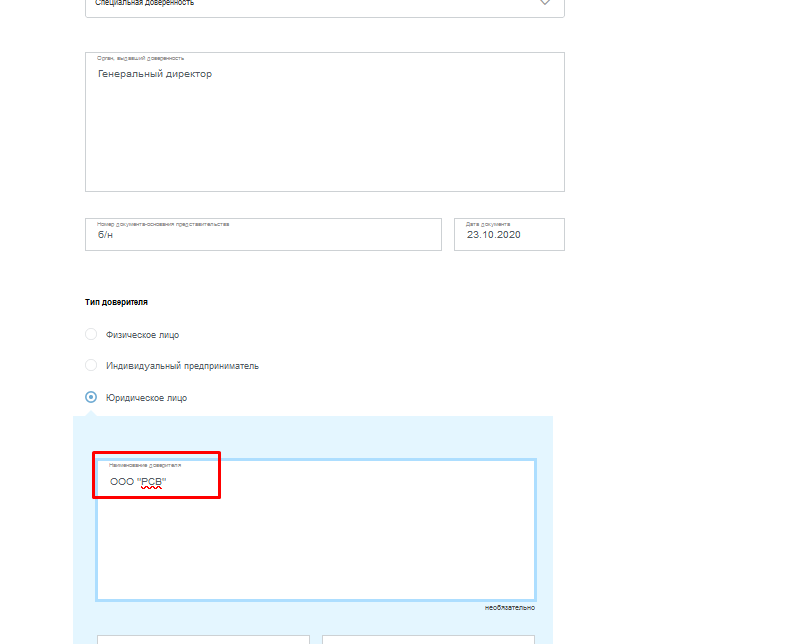 Специальная доверенность
Орган, выдавший доверенность
Генеральный директор
Номер документа-основания представительства
Дата документа
б/н
23.10.2020
Тип доверителя
Физическое лицо
Индивидуальный предприниматель
Юридическое лицо
Наименование доверителя
ООО "РСВ"
необязательно